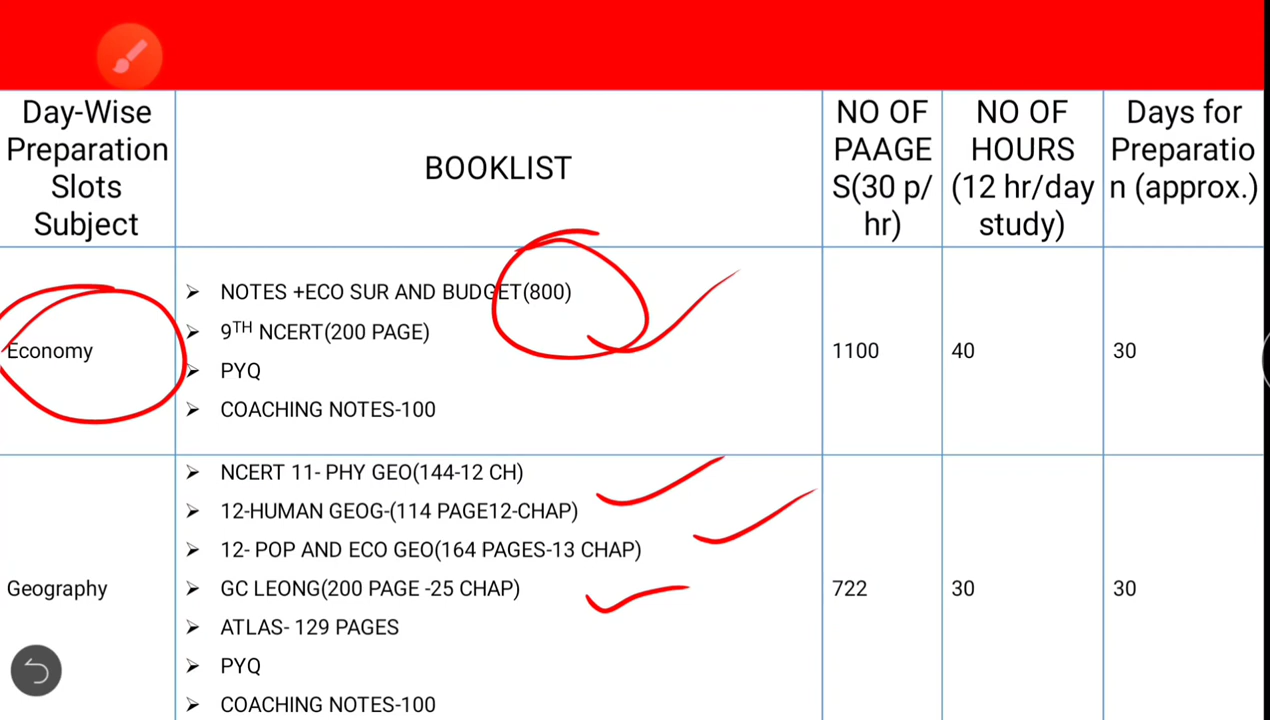 Day-Wise
Preparation
Slots
Subject
BOOKLIST
NO OF
PAAGE
S(30 p/
hr)
NO OF
HOURS
(12 hr/day
study)
Days for
Preparatio
n (approx.)
Economy
➢ NOTES +ECO SUR AND BUDGET(800)
➢ 9TH NCERT(200 PAGE)
➢ PYQ
➢ COACHING NOTES-100
1100
40
30
Geography
➢ NCERT 11- PHY GEO(144-12 CH)
➢ 12-HUMAN GEOG-(114 PAGE12-CHAP)
➢ 12- POP AND ECO GEO(164 PAGES-13 CHAP)
➢ GC LEONG(200 PAGE -25 CHAP)
➢ ATLAS- 129 PAGES
➢ PYQ
➢ COACHING NOTES-100
722
30
30